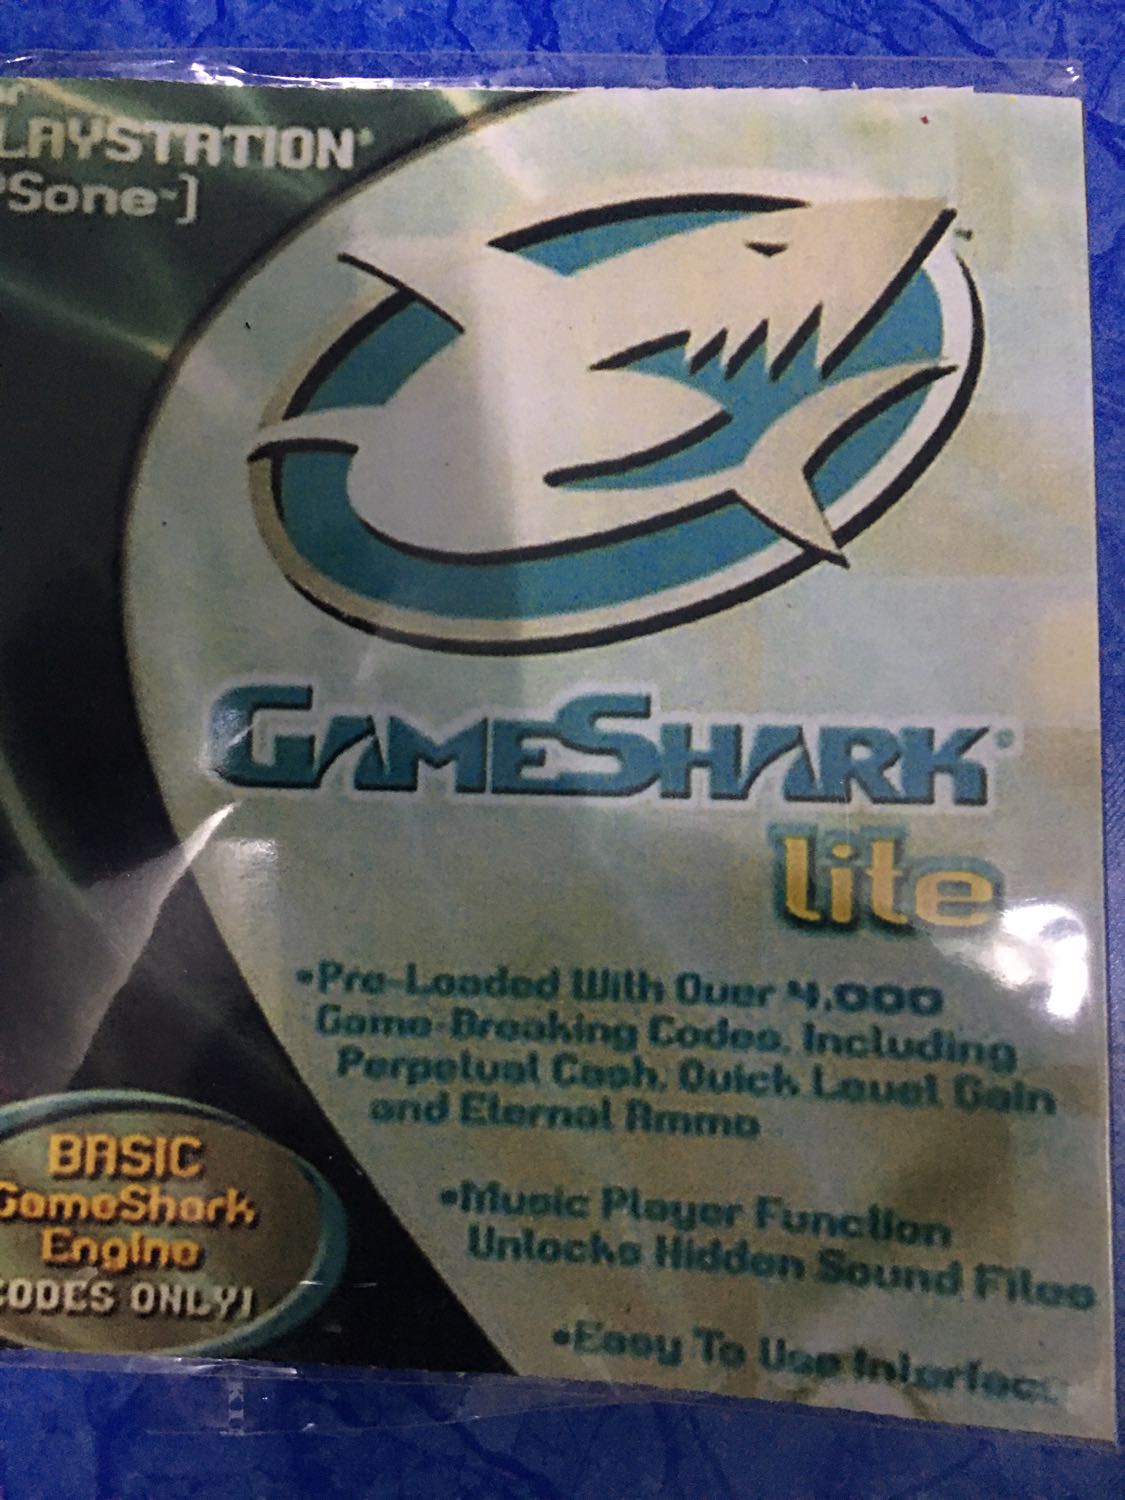 LAYSTATION®
PSone™]
GAMESHARK®
lite
•Pre-Loaded With Over 4,000
Game-Breaking Codes, Including
Perpetual Cash, Quick Level Gain
and Eternal Ammo
•Music Player Function
Unlocks Hidden Sound Files
•Easy To Use Interface
BASIC
GameShark
Engine
CODES ONLY!